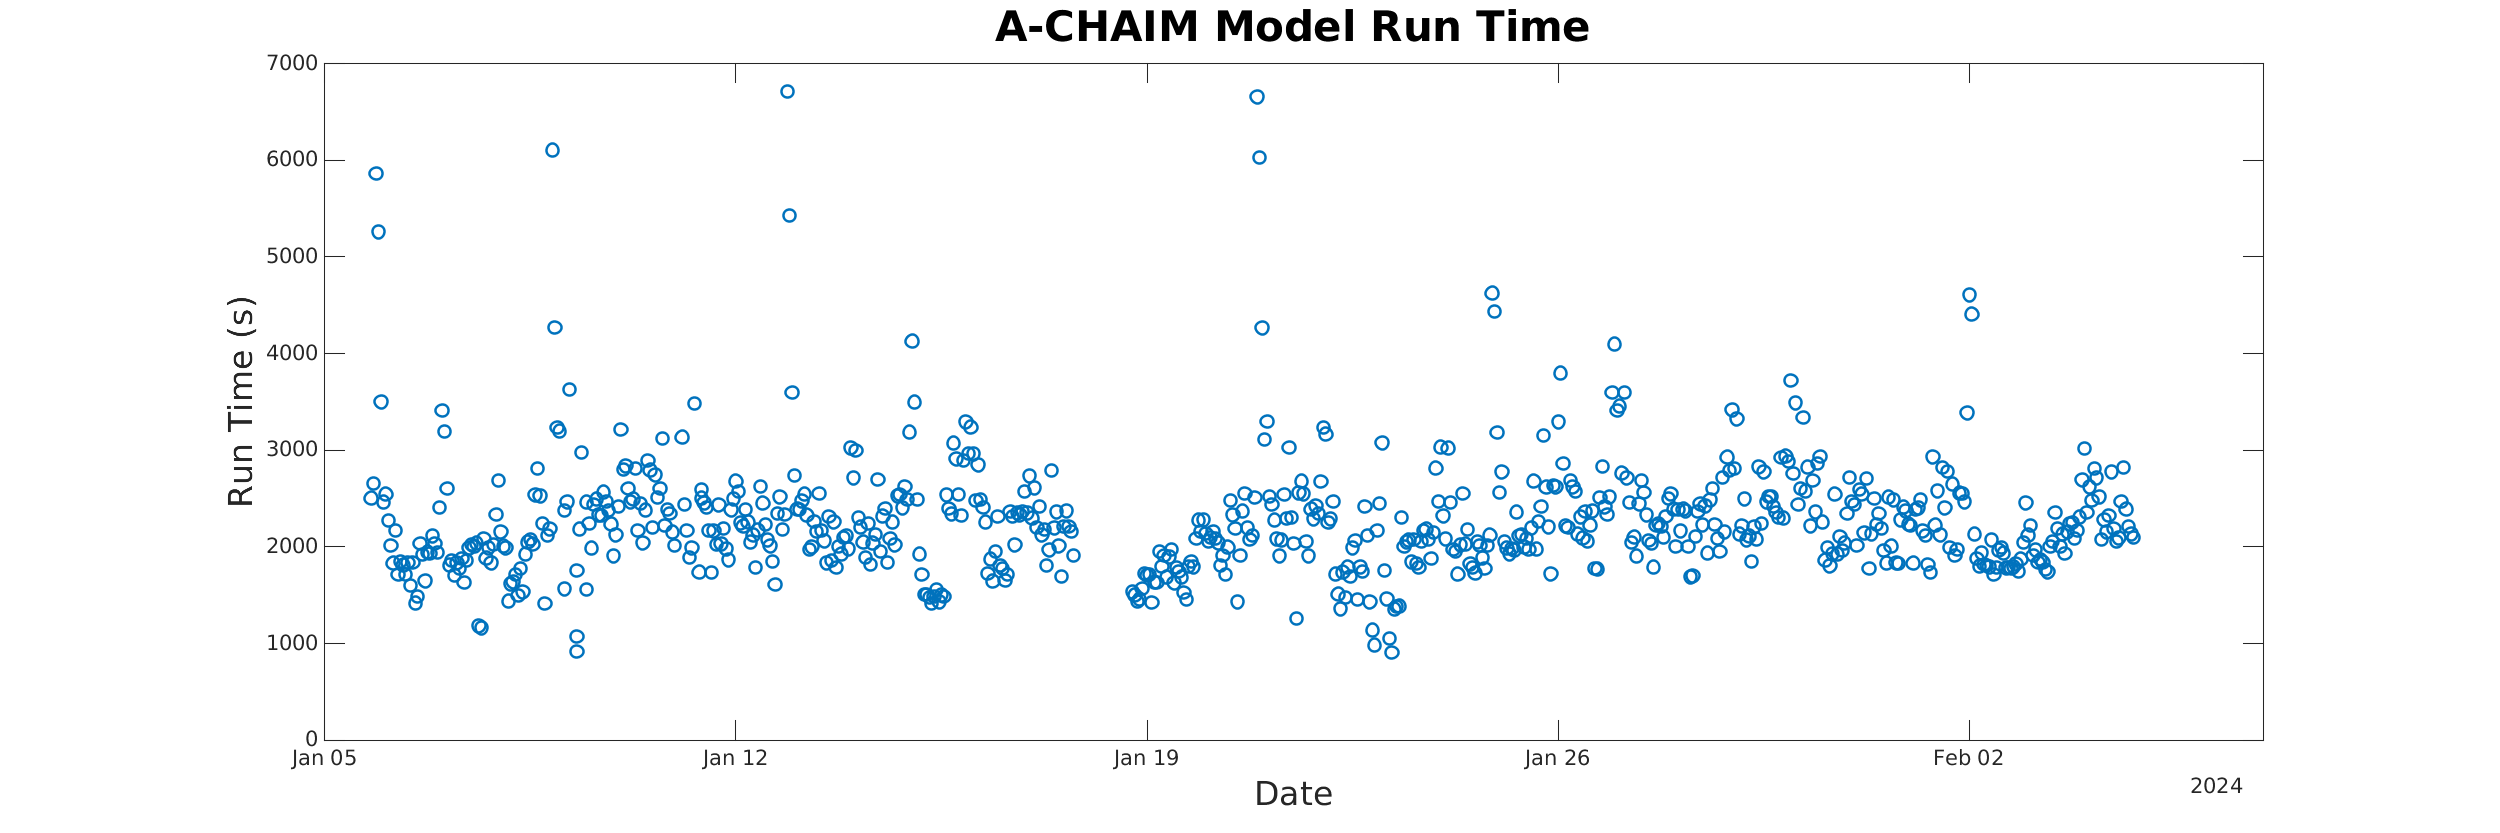 A-CHAIM Model Run Time
Run Time (s)
7000
6000
5000
4000
3000
2000
1000
0
Jan 05 Jan 12 Jan 19 Jan 26 Feb 02
2024
Date